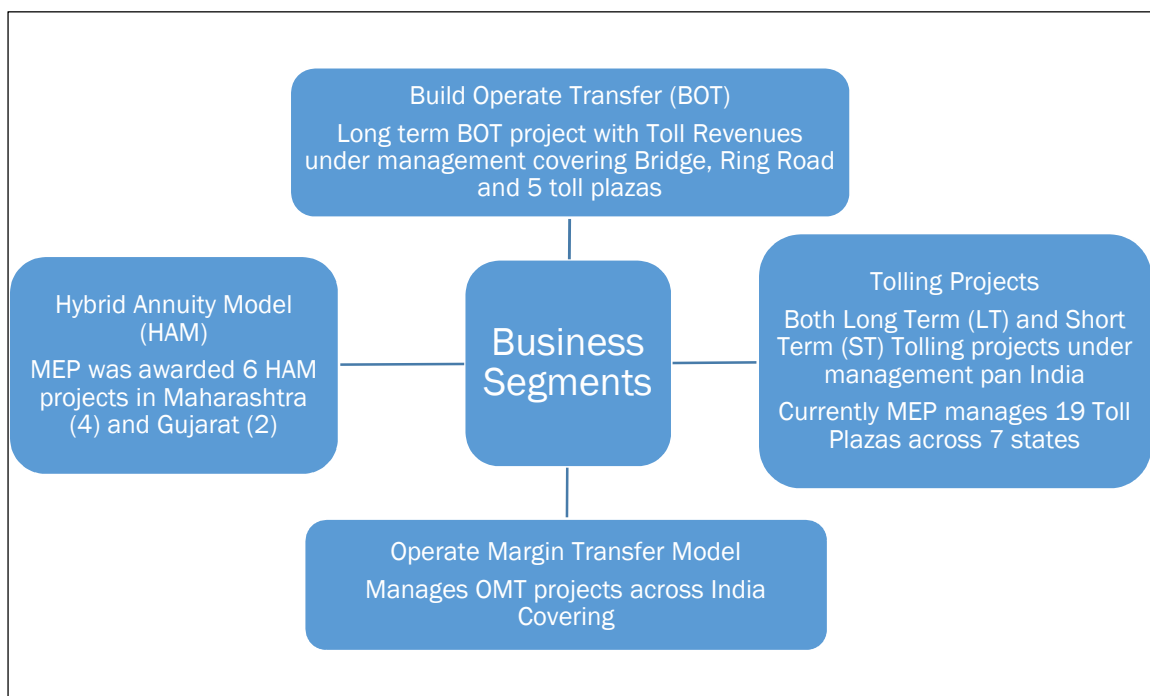 Build Operate Transfer (BOT)
Long term BOT project with Toll Revenues
under management covering Bridge, Ring Road
and 5 toll plazas
Hybrid Annuity Model
(HAM)
MEP was awarded 6 HAM
projects in Maharashtra
(4) and Gujarat (2)
Business
Segments
Tolling Projects
Both Long Term (LT) and Short
Term (ST) Tolling projects under
management pan India
Currently MEP manages 19 Toll
Plazas across 7 states
Operate Margin Transfer Model
Manages OMT projects across India
Covering